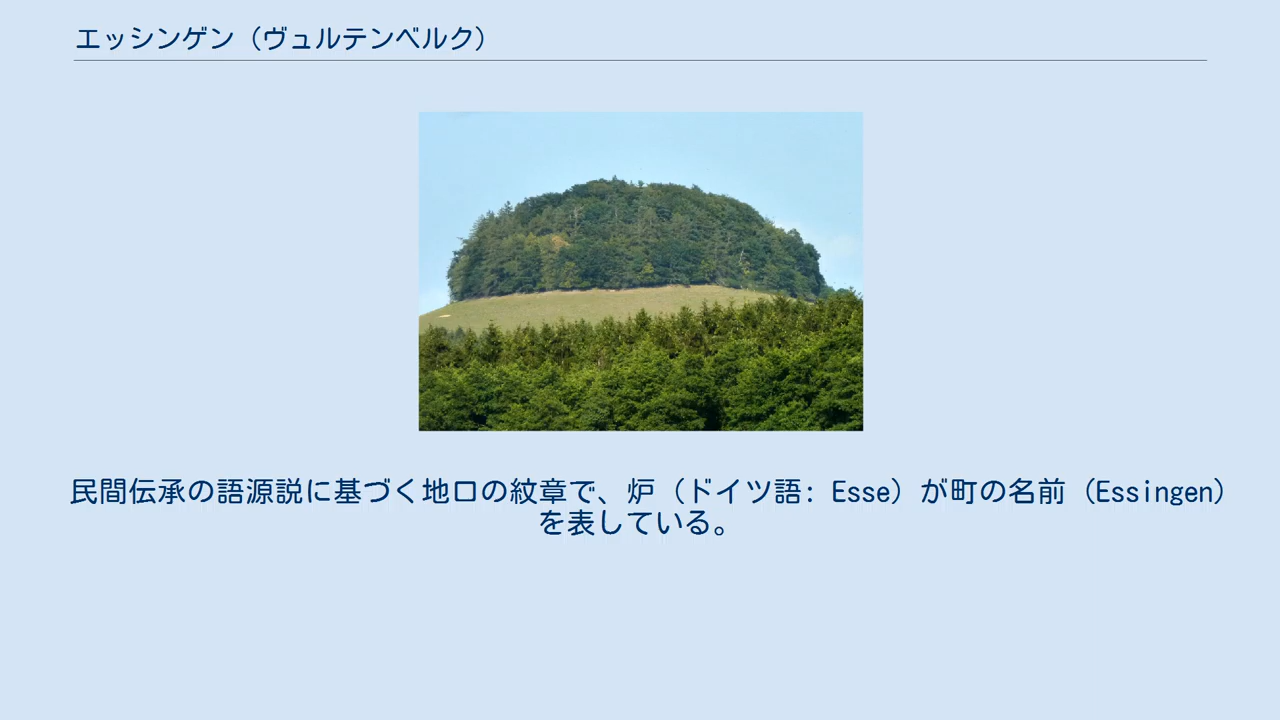 エッシンゲン（ヴュルテンベルク）
民間伝承の語源説に基づく地口の紋章で、炉（ドイツ語: Esse）が町の名前（Essingen）
を表している。